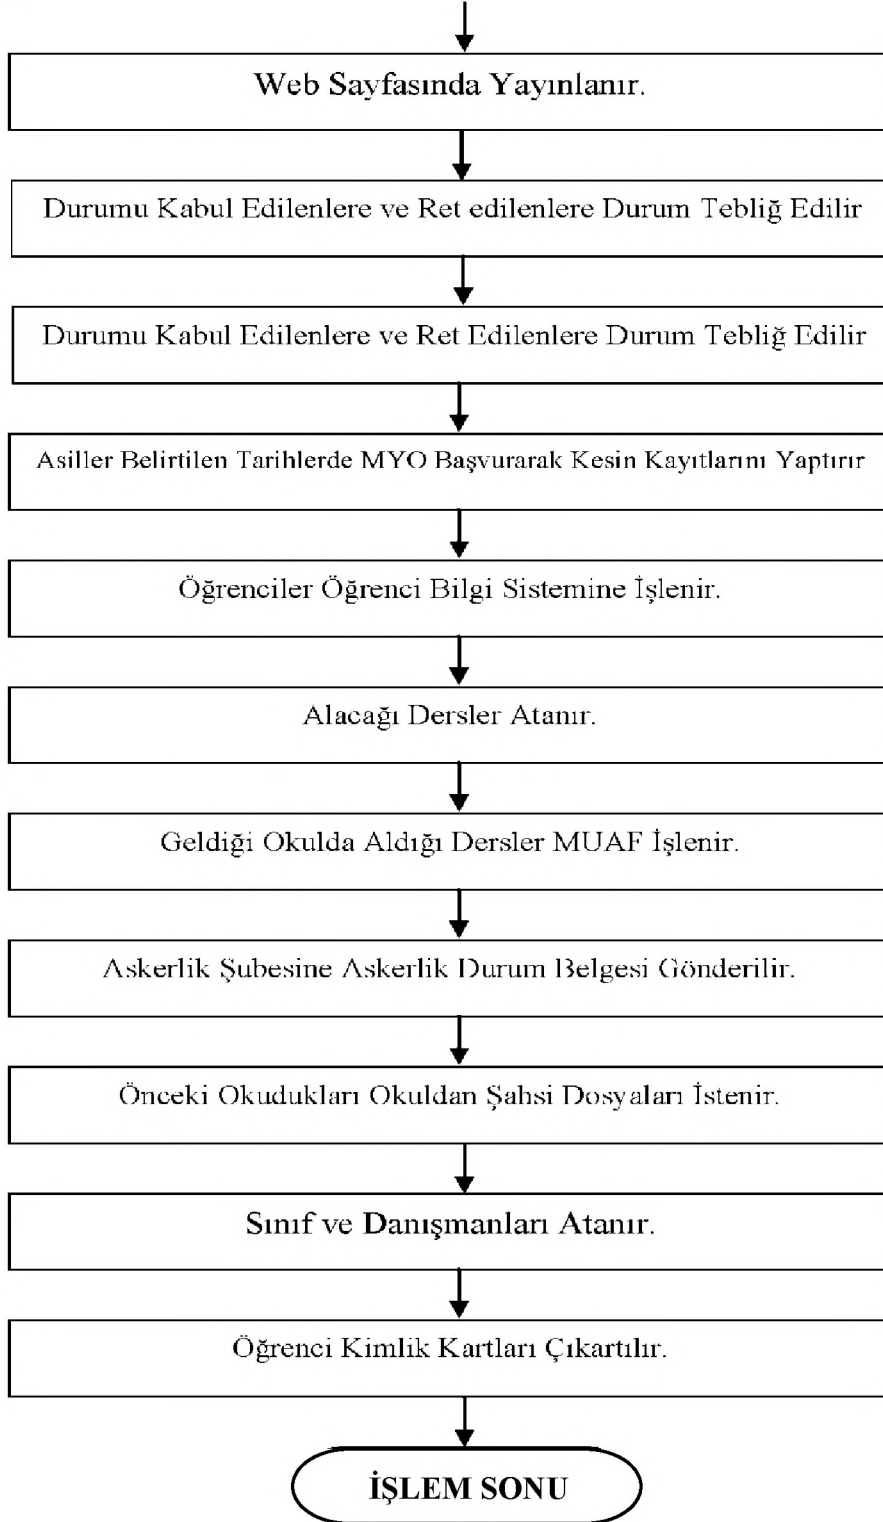 Web Sayfasında Yayınlanır.
Durumu Kabul Edilenlere ve Ret edilenlere Durum Tebliğ Edilir
Durumu Kabul Edilenlere ve Ret Edilenlere Durum Tebliğ Edilir
Asiller Belirtilen Tarihlerde MYO Başvurarak Kesin Kayıtlarını Yaptırır
Öğrenciler Öğrenci Bilgi Sistemine İşlenir.
Alacağı Dersler Atanır.
Geldiği Okulda Aldığı Dersler MUAF İşlenir.
Askerlik Şubesine Askerlik Durum Belgesi Gönderilir.
Önceki Okudukları Okuldan Şahsi Dosyaları İstenir.
Sınıf ve Danışmanları Atanır.
Öğrenci Kimlik Kartları Çıkartılır.
İŞLEM SONU